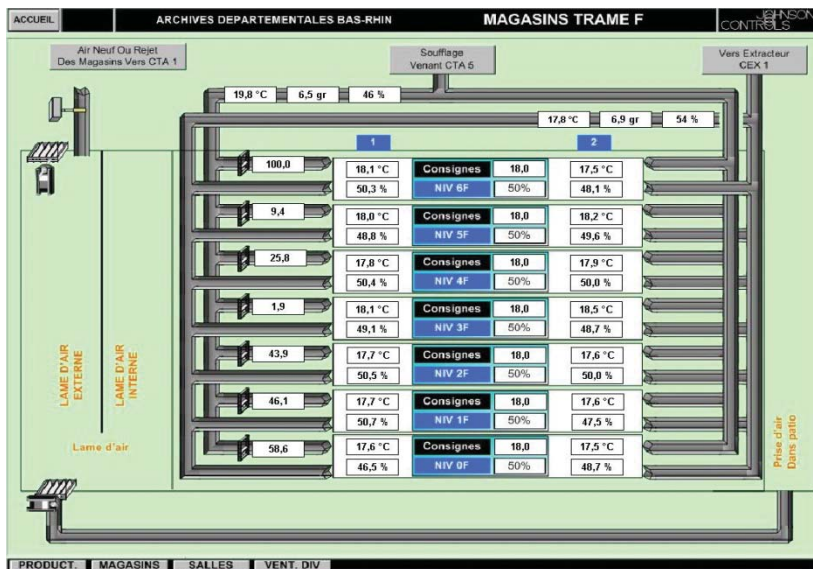 ACCUEIL
ARCHIVES DEPARTEMENTALES BAS-RHIN
MAGASINS TRAME F
JOHNSON
CONTROLS
Air Neuf Ou Rejet
Des Magasins Vers CTA 1
Soufflage
Venant CTA 5
Vers Extracteur
CEX 1
19,8 °C 6,5 gr 46 %
17,8 °C 6,9 gr 54 %
1 2
100,0 18,1 °C Consignes 18,0 17,5 °C
50,3 % NIV 6F 50% 48,1 %
9,4 18,0 °C Consignes 18,0 18,2 °C
48,8 % NIV 5F 50% 49,6 %
25,8 17,8 °C Consignes 18,0 17,9 °C
50,4 % NIV 4F 50% 50,0 %
1,9 18,1 °C Consignes 18,0 18,5 °C
49,1 % NIV 3F 50% 48,7 %
43,9 17,7 °C Consignes 18,0 17,6 °C
50,5 % NIV 2F 50% 50,0 %
46,1 17,7 °C Consignes 18,0 17,6 °C
50,7 % NIV 1F 50% 47,5 %
58,6 17,6 °C Consignes 18,0 17,5 °C
46,5 % NIV 0F 50% 48,7 %
LAME D'AIR
EXTERNE
LAME D'AIR
INTERNE
Lame d'air
Prise d'air
Dans patio
PRODUCT. MAGASINS SALLES VENT. DIV